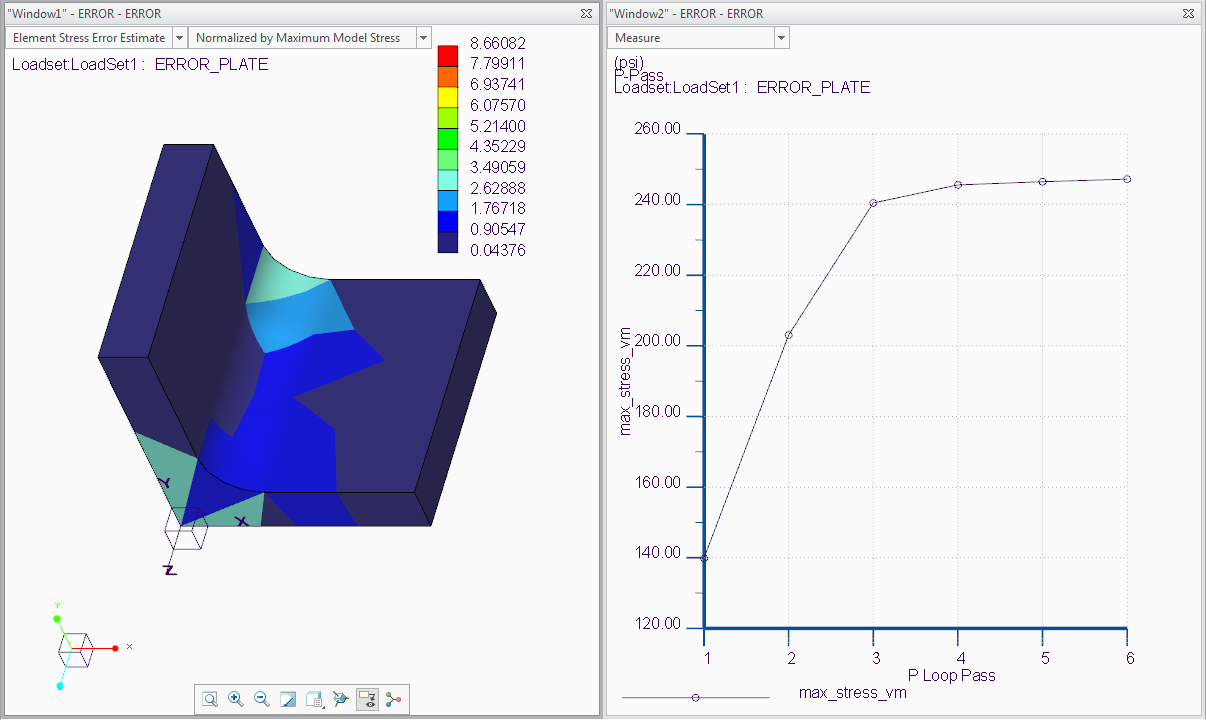 "Window1" - ERROR - ERROR
Element Stress Error Estimate
Normalized by Maximum Model Stress
Loadset:LoadSet1 : ERROR_PLATE
8.66082
7.79911
6.93741
6.07570
5.21400
4.35229
3.49059
2.62888
1.76718
0.90547
0.04376
Y
X
Z
Y
X
"Window2" - ERROR - ERROR
Measure
(psi)
P-Pass
Loadset:LoadSet1 : ERROR_PLATE
260.00
240.00
220.00
200.00
180.00
160.00
140.00
120.00
max_stress_vm
1 2 3 4 5 6
P Loop Pass
max_stress_vm